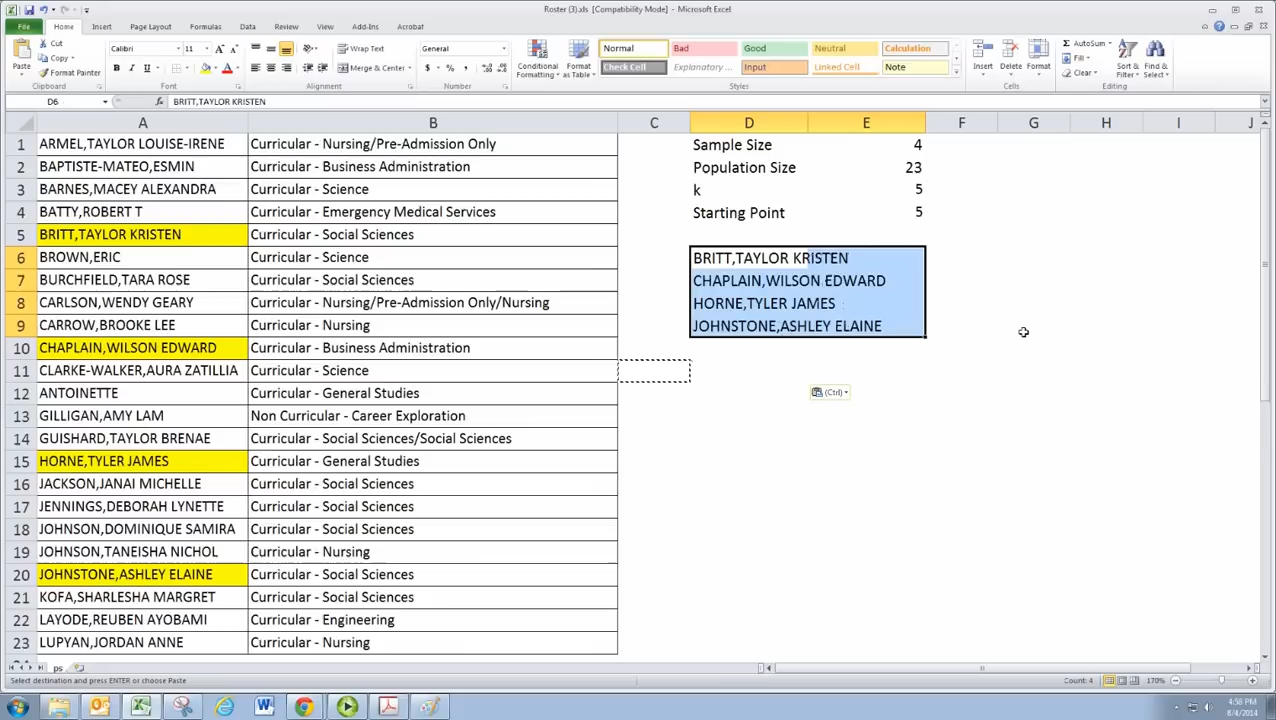 Roster (3).xls [Compatibility Mode] - Microsoft Excel
File Home Insert Page Layout Formulas Data Review View Add-Ins Acrobat
Cut
Copy
Format Painter
Paste
Clipboard
Calibri 11
B I U
Font
Wrap Text
Merge & Center
Alignment
General
$ % ,
Number
Conditional Formatting
Format as Table
Normal Bad Good Neutral Calculation
Check Cell Explanatory ... Input Linked Cell Note
Styles
Insert Delete Format
Cells
AutoSum
Fill
Clear
Sort & Filter
Find & Select
Editing
D6 fx BRITT,TAYLOR KRISTEN
A B C D E F G H I J
1 ARMEL,TAYLOR LOUISE-IRENE Curricular - Nursing/Pre-Admission Only Sample Size 4
2 BAPTISTE-MATEO,ESMIN Curricular - Business Administration Population Size 23
3 BARNES,MACEY ALEXANDRA Curricular - Science k 5
4 BATTY,ROBERT T Curricular - Emergency Medical Services Starting Point 5
5 BRITT,TAYLOR KRISTEN Curricular - Social Sciences
6 BROWN,ERIC Curricular - Science BRITT,TAYLOR KRISTEN
7 BURCHFIELD,TARA ROSE Curricular - Social Sciences CHAPLAIN,WILSON EDWARD
8 CARLSON,WENDY GEARY Curricular - Nursing/Pre-Admission Only/Nursing HORNE,TYLER JAMES
9 CARROW,BROOKE LEE Curricular - Nursing JOHNSTONE,ASHLEY ELAINE
10 CHAPLAIN,WILSON EDWARD Curricular - Business Administration
11 CLARKE-WALKER,AURA ZATILLIA Curricular - Science
12 ANTOINETTE Curricular - General Studies (Ctrl)
13 GILLIGAN,AMY LAM Non Curricular - Career Exploration
14 GUISHARD,TAYLOR BRENAE Curricular - Social Sciences/Social Sciences
15 HORNE,TYLER JAMES Curricular - General Studies
16 JACKSON,JANAI MICHELLE Curricular - Social Sciences
17 JENNINGS,DEBORAH LYNETTE Curricular - Social Sciences
18 JOHNSON,DOMINIQUE SAMIRA Curricular - Social Sciences
19 JOHNSON,TANEISHA NICHOL Curricular - Nursing
20 JOHNSTONE,ASHLEY ELAINE Curricular - Social Sciences
21 KOFA,SHARLESHA MARGRET Curricular - Social Sciences
22 LAYODE,REUBEN AYOBAMI Curricular - Engineering
23 LUPYAN,JORDAN ANNE Curricular - Nursing
ps
Select destination and press ENTER or choose Paste Count: 4 170%
4:58 PM
8/4/2014